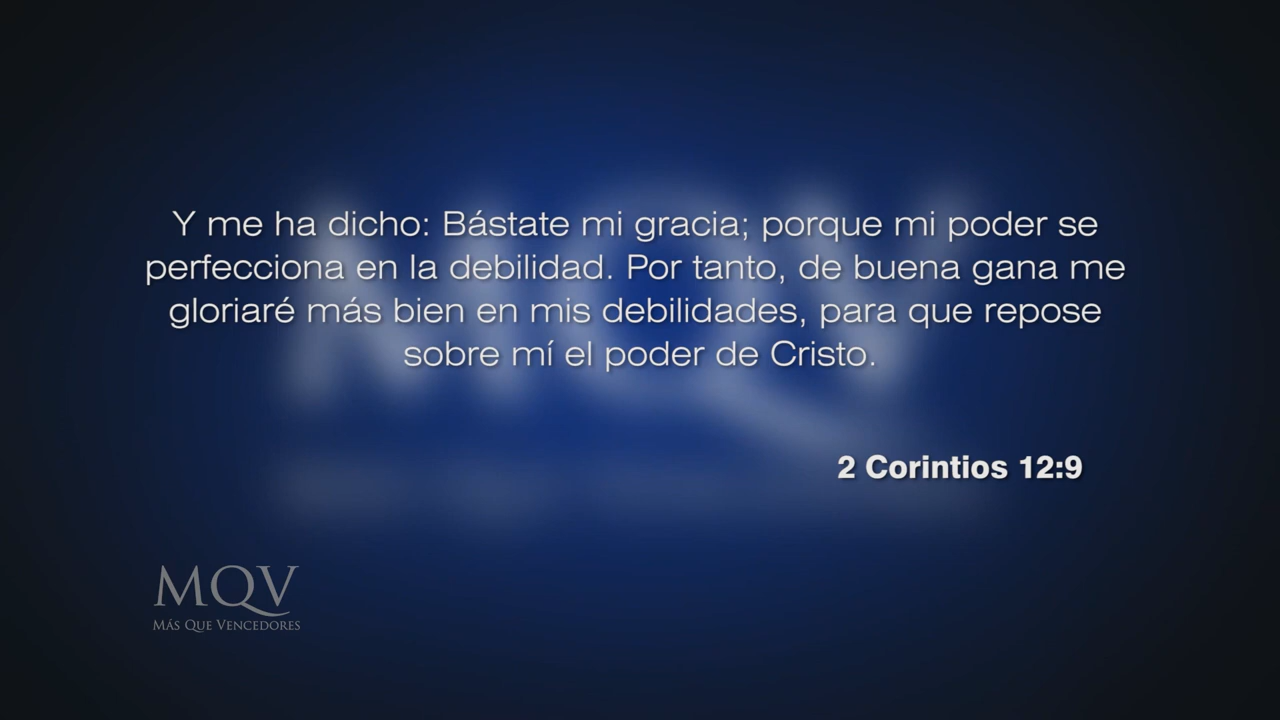 Y me ha dicho: Bástate mi gracia; porque mi poder se
perfecciona en la debilidad. Por tanto, de buena gana me
gloriaré más bien en mis debilidades, para que repose
sobre mí el poder de Cristo.
2 Corintios 12:9
MQV
MÁS QUE VENCEDORES